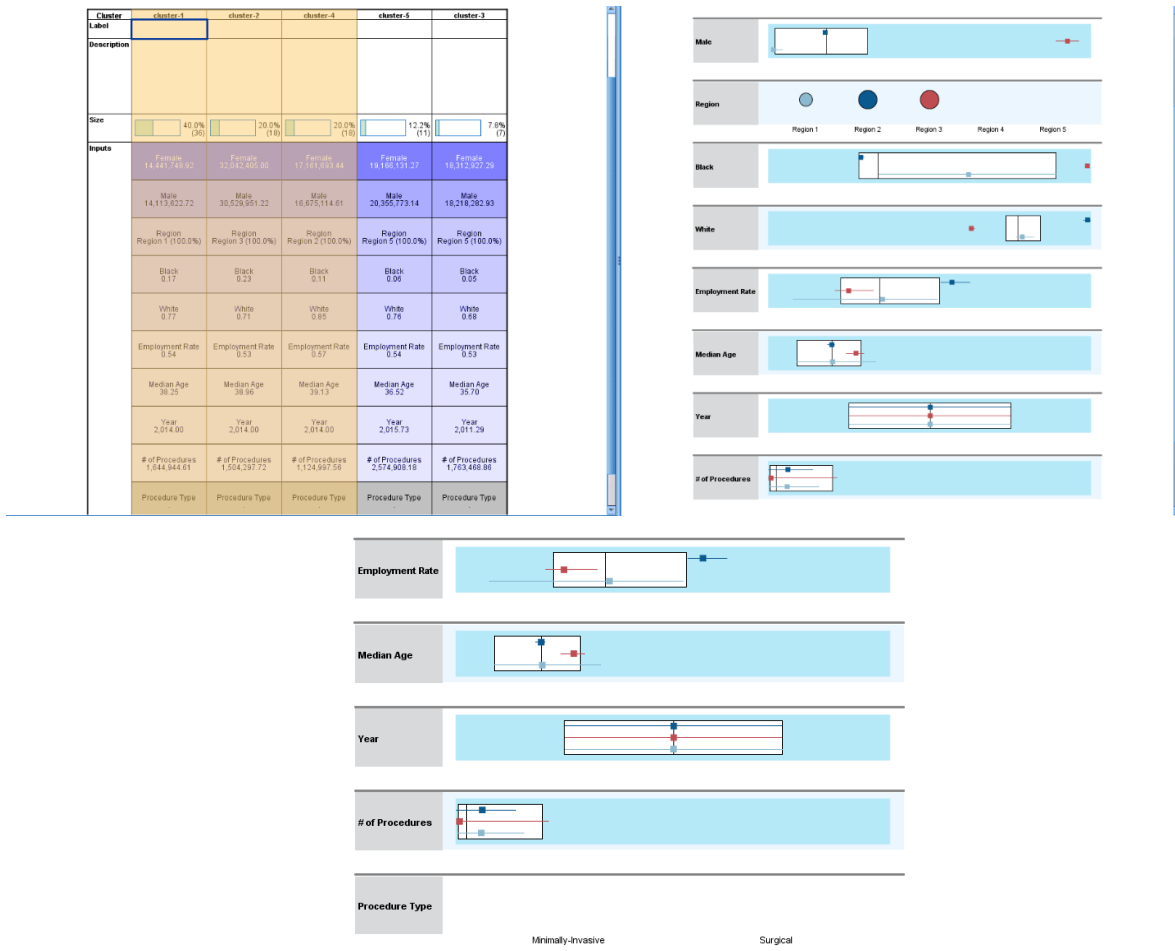 Cluster cluster-1 cluster-2 cluster-4 cluster-5 cluster-3
Label
Description
Size 40.0% 20.0% 20.0% 12.2% 7.8%
(36) (18) (18) (11) (7)
Inputs
Female Female Female Female Female
14,441,748.92 32,042,405.80 17,161,693.44 19,166,131.27 18,312,927.29
Male Male Male Male Male
14,113,622.72 30,529,951.22 16,675,114.61 20,355,773.14 18,218,282.93
Region Region Region Region Region
Region 1 (100.0%) Region 3 (100.0%) Region 2 (100.0%) Region 5 (100.0%) Region 5 (100.0%)
Black Black Black Black Black
0.17 0.23 0.11 0.06 0.05
White White White White White
0.77 0.71 0.85 0.76 0.68
Employment Rate Employment Rate Employment Rate Employment Rate Employment Rate
0.54 0.53 0.57 0.54 0.53
Median Age Median Age Median Age Median Age Median Age
38.25 38.96 39.13 36.52 35.70
Year Year Year Year Year
2,014.00 2,014.00 2,014.00 2,015.73 2,011.29
# of Procedures # of Procedures # of Procedures # of Procedures # of Procedures
1,644,944.61 1,504,297.72 1,124,997.56 2,574,908.18 1,763,468.86
Procedure Type Procedure Type Procedure Type Procedure Type Procedure Type
Male
Region
Region 1 Region 2 Region 3 Region 4 Region 5
Black
White
Employment Rate
Median Age
Year
# of Procedures
Employment Rate
Median Age
Year
# of Procedures
Procedure Type
Minimally-Invasive Surgical